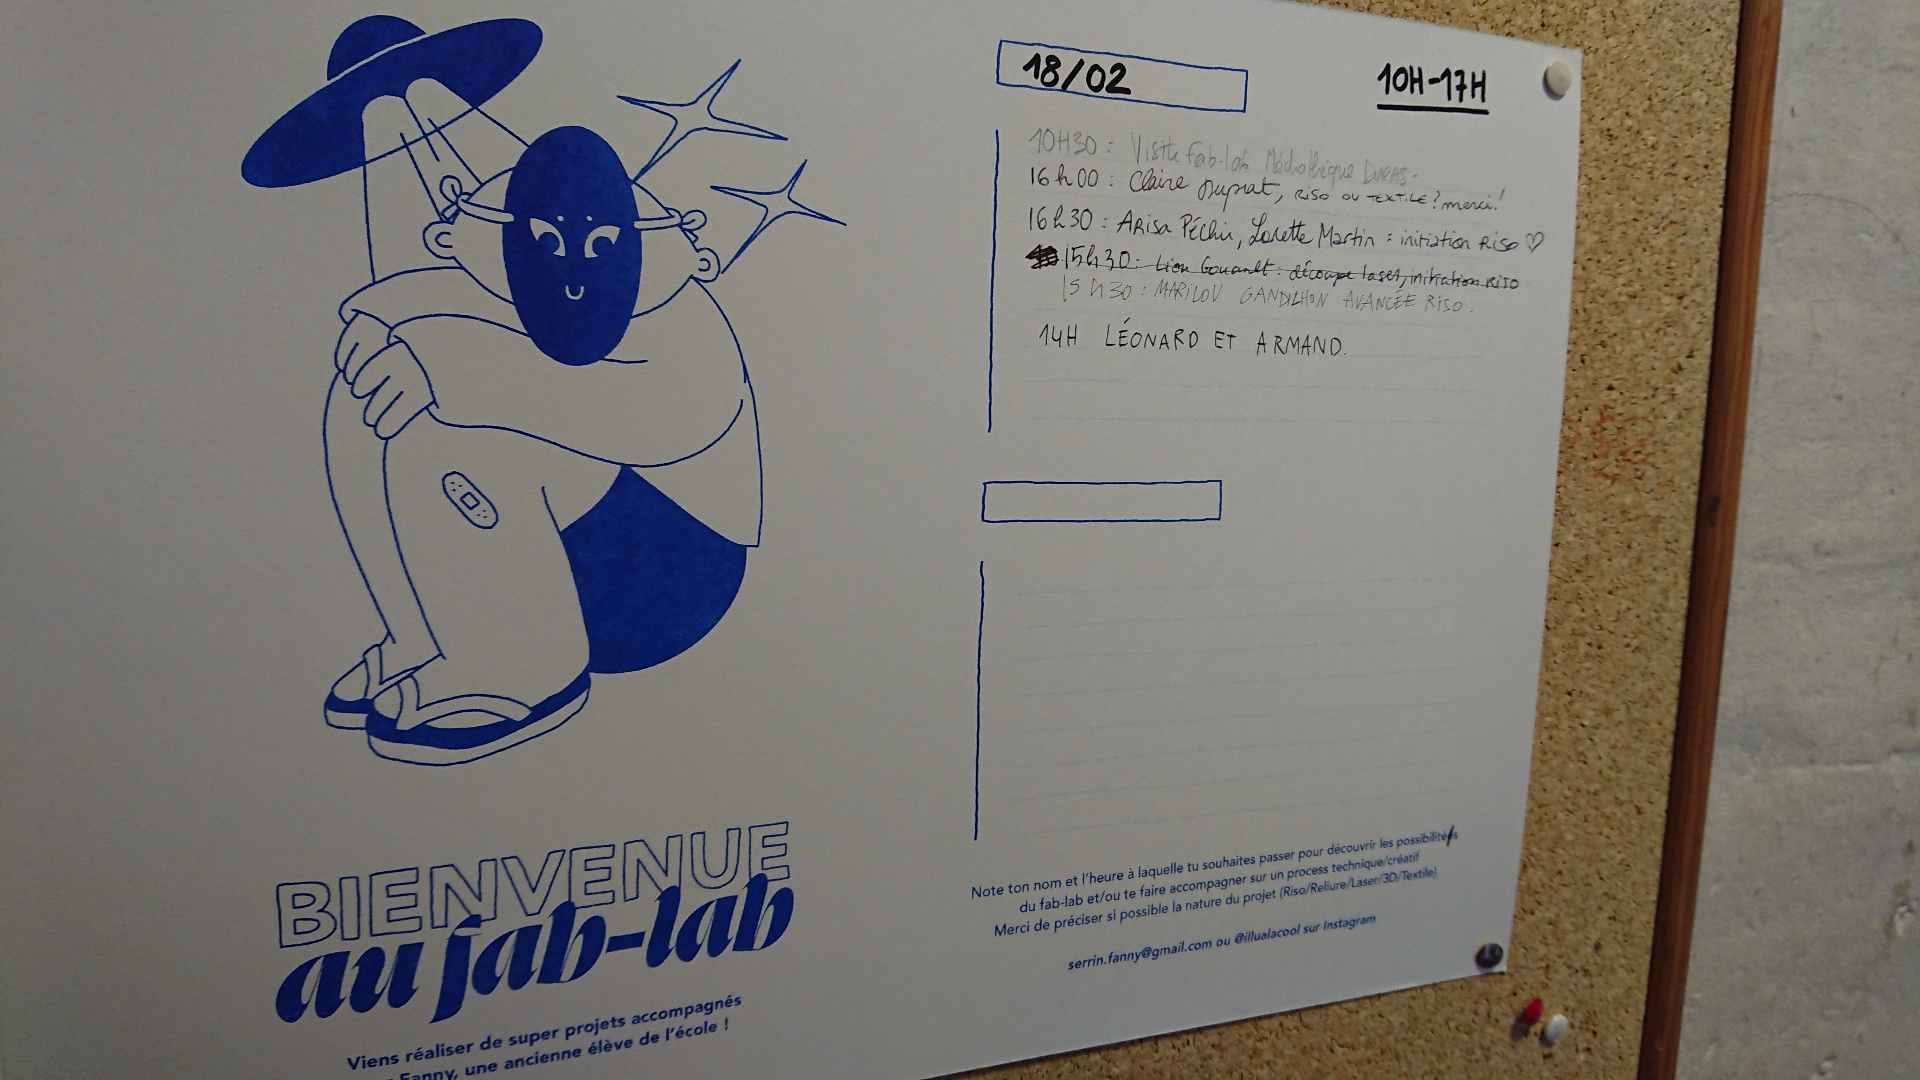 18/02
10H-17H
10H30 : Visite Fab-lab Médiathèque DURAS-
16h00 : Claire Duprat, RISO OU TEXTILE ? merci !
16h30 : Arisa Péchin, Lorette Martin : initiation RISO ♡
15h30 : Lion : découpe laser, initiation RISO
15h30 : MARILOU GANDILHON AVANCÉE RISO.
14H LÉONARD ET ARMAND.
BIENVENUE
au fab-lab
Viens réaliser de super projets accompagnés
Fanny, une ancienne élève de l'école !
Note ton nom et l'heure à laquelle tu souhaites passer pour découvrir les possibilités
du fab-lab et/ou te faire accompagner sur un process technique/créatif
Merci de préciser si possible la nature du projet (Riso/Reliure/Laser/3D/Textile)
serrin.fanny@gmail.com ou @illualacool sur Instagram